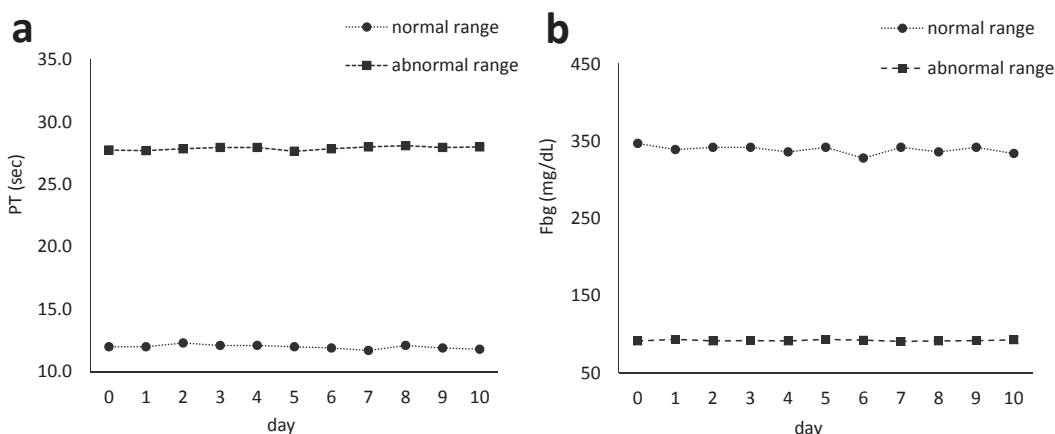 a
normal range
abnormal range
35.0
30.0
25.0
20.0
15.0
10.0
PT (sec)
0 1 2 3 4 5 6 7 8 9 10
day
b
normal range
abnormal range
450
350
250
150
50
Fbg (mg/dL)
0 1 2 3 4 5 6 7 8 9 10
day